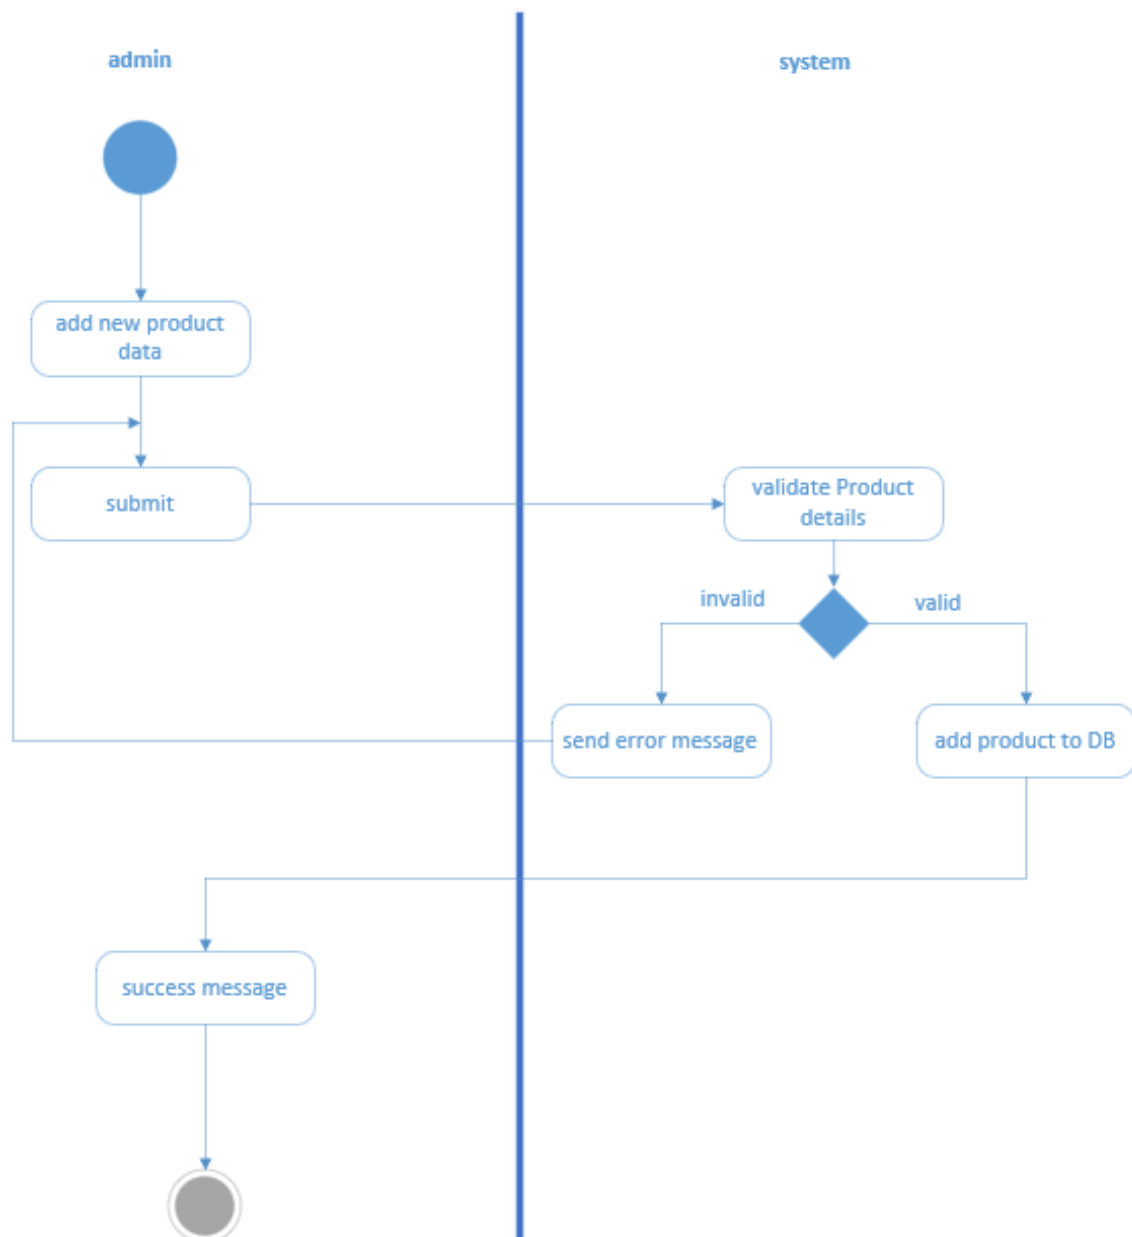 admin
system
add new product
data
submit
validate Product
details
invalid
valid
send error message
add product to DB
success message